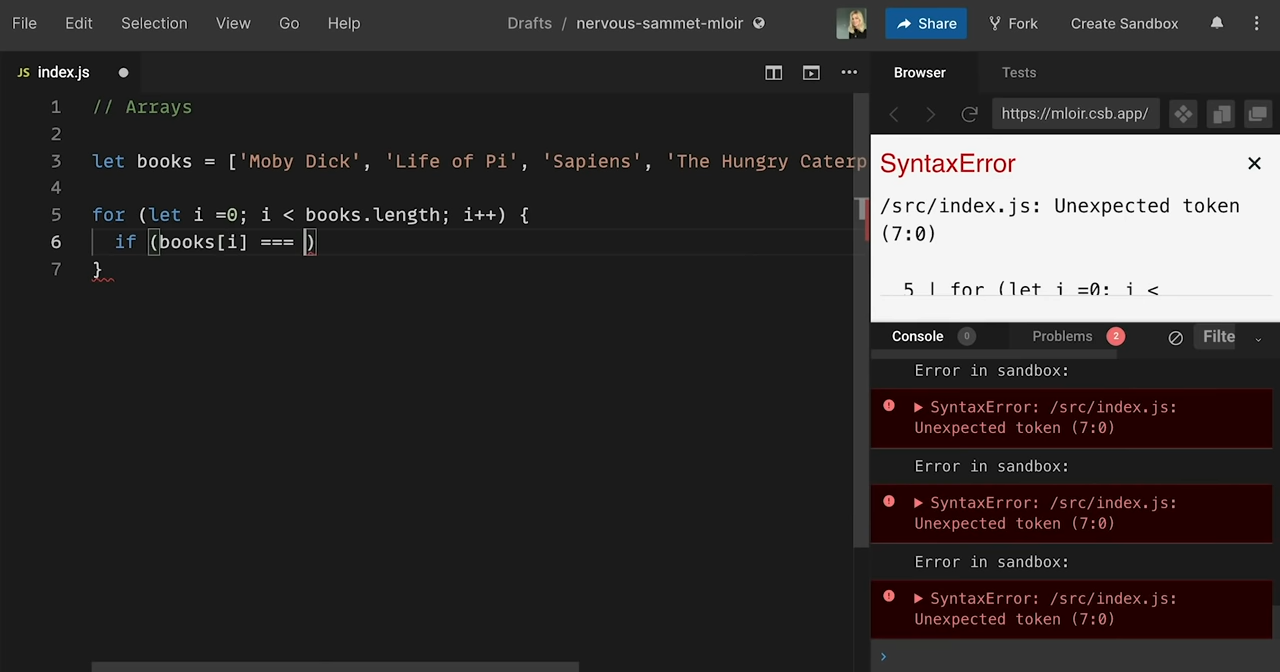 File Edit Selection View Go Help Drafts / nervous-sammet-mloir Share Fork Create Sandbox
JS index.js
Browser Tests
https://mloir.csb.app/
1 // Arrays
2
3 let books = ['Moby Dick', 'Life of Pi', 'Sapiens', 'The Hungry Caterp
4
5 for (let i =0; i < books.length; i++) {
6 if (books[i] === )
7 }
SyntaxError
/src/index.js: Unexpected token
(7:0)
5 | for (let i =0; i <
Console 0 Problems 2 Filte
Error in sandbox:
SyntaxError: /src/index.js:
Unexpected token (7:0)
Error in sandbox:
SyntaxError: /src/index.js:
Unexpected token (7:0)
Error in sandbox:
SyntaxError: /src/index.js:
Unexpected token (7:0)